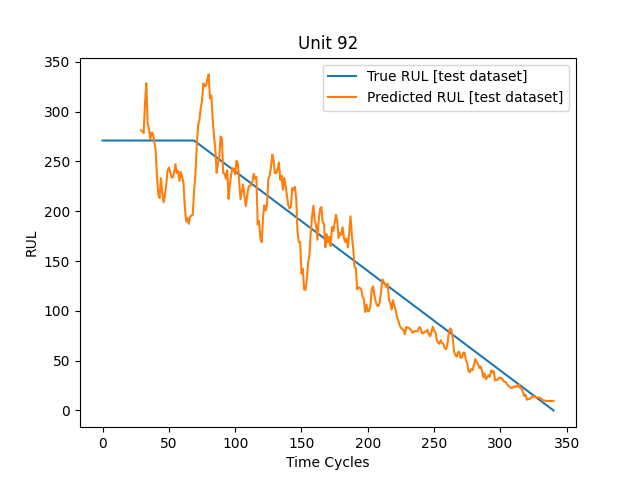 Unit 92
True RUL [test dataset]
Predicted RUL [test dataset]
350
300
250
200
150
100
50
0
RUL
0 50 100 150 200 250 300 350
Time Cycles